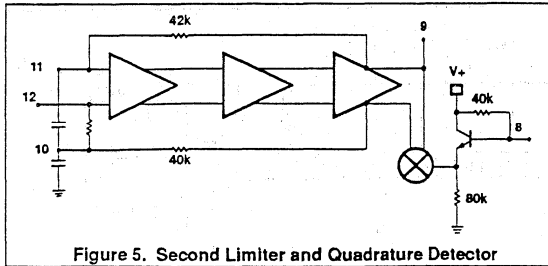 42k
9
11
V+
12
40k
8
10
40k
80k
Figure 5. Second Limiter and Quadrature Detector